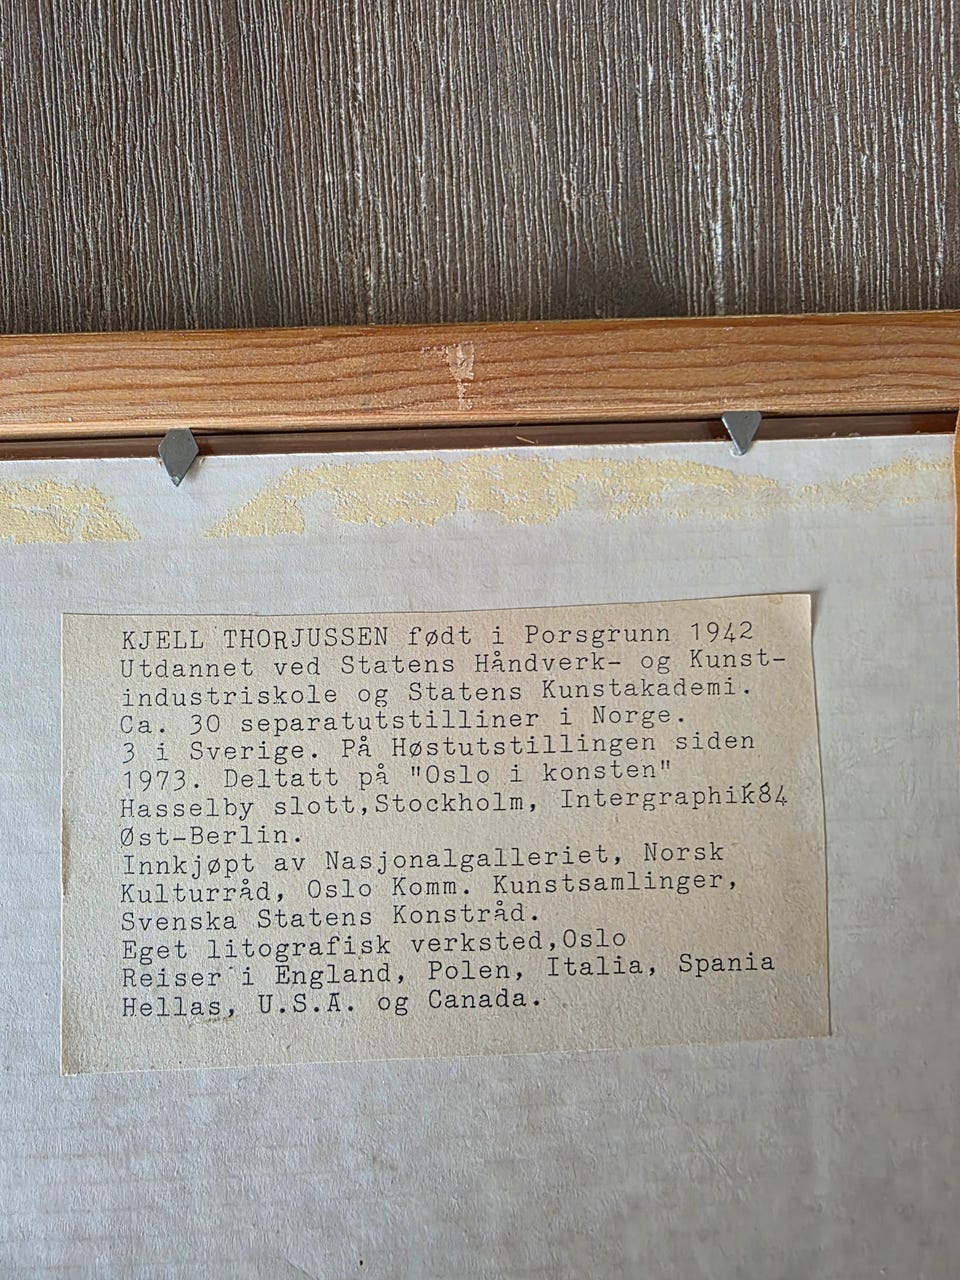 KJELL THORJUSSEN født i Porsgrunn 1942
Utdannet ved Statens Håndverk- og Kunst-
industriskole og Statens Kunstakademi.
Ca. 30 separatutstilliner i Norge.
3 i Sverige. På Høstutstillingen siden
1973. Deltatt på "Oslo i konsten"
Hasselby slott,Stockholm, Intergraphik84
Øst-Berlin.
Innkjøpt av Nasjonalgalleriet, Norsk
Kulturråd, Oslo Komm. Kunstsamlinger,
Svenska Statens Konstråd.
Eget litografisk verksted,Oslo
Reiser i England, Polen, Italia, Spania
Hellas, U.S.A. og Canada.